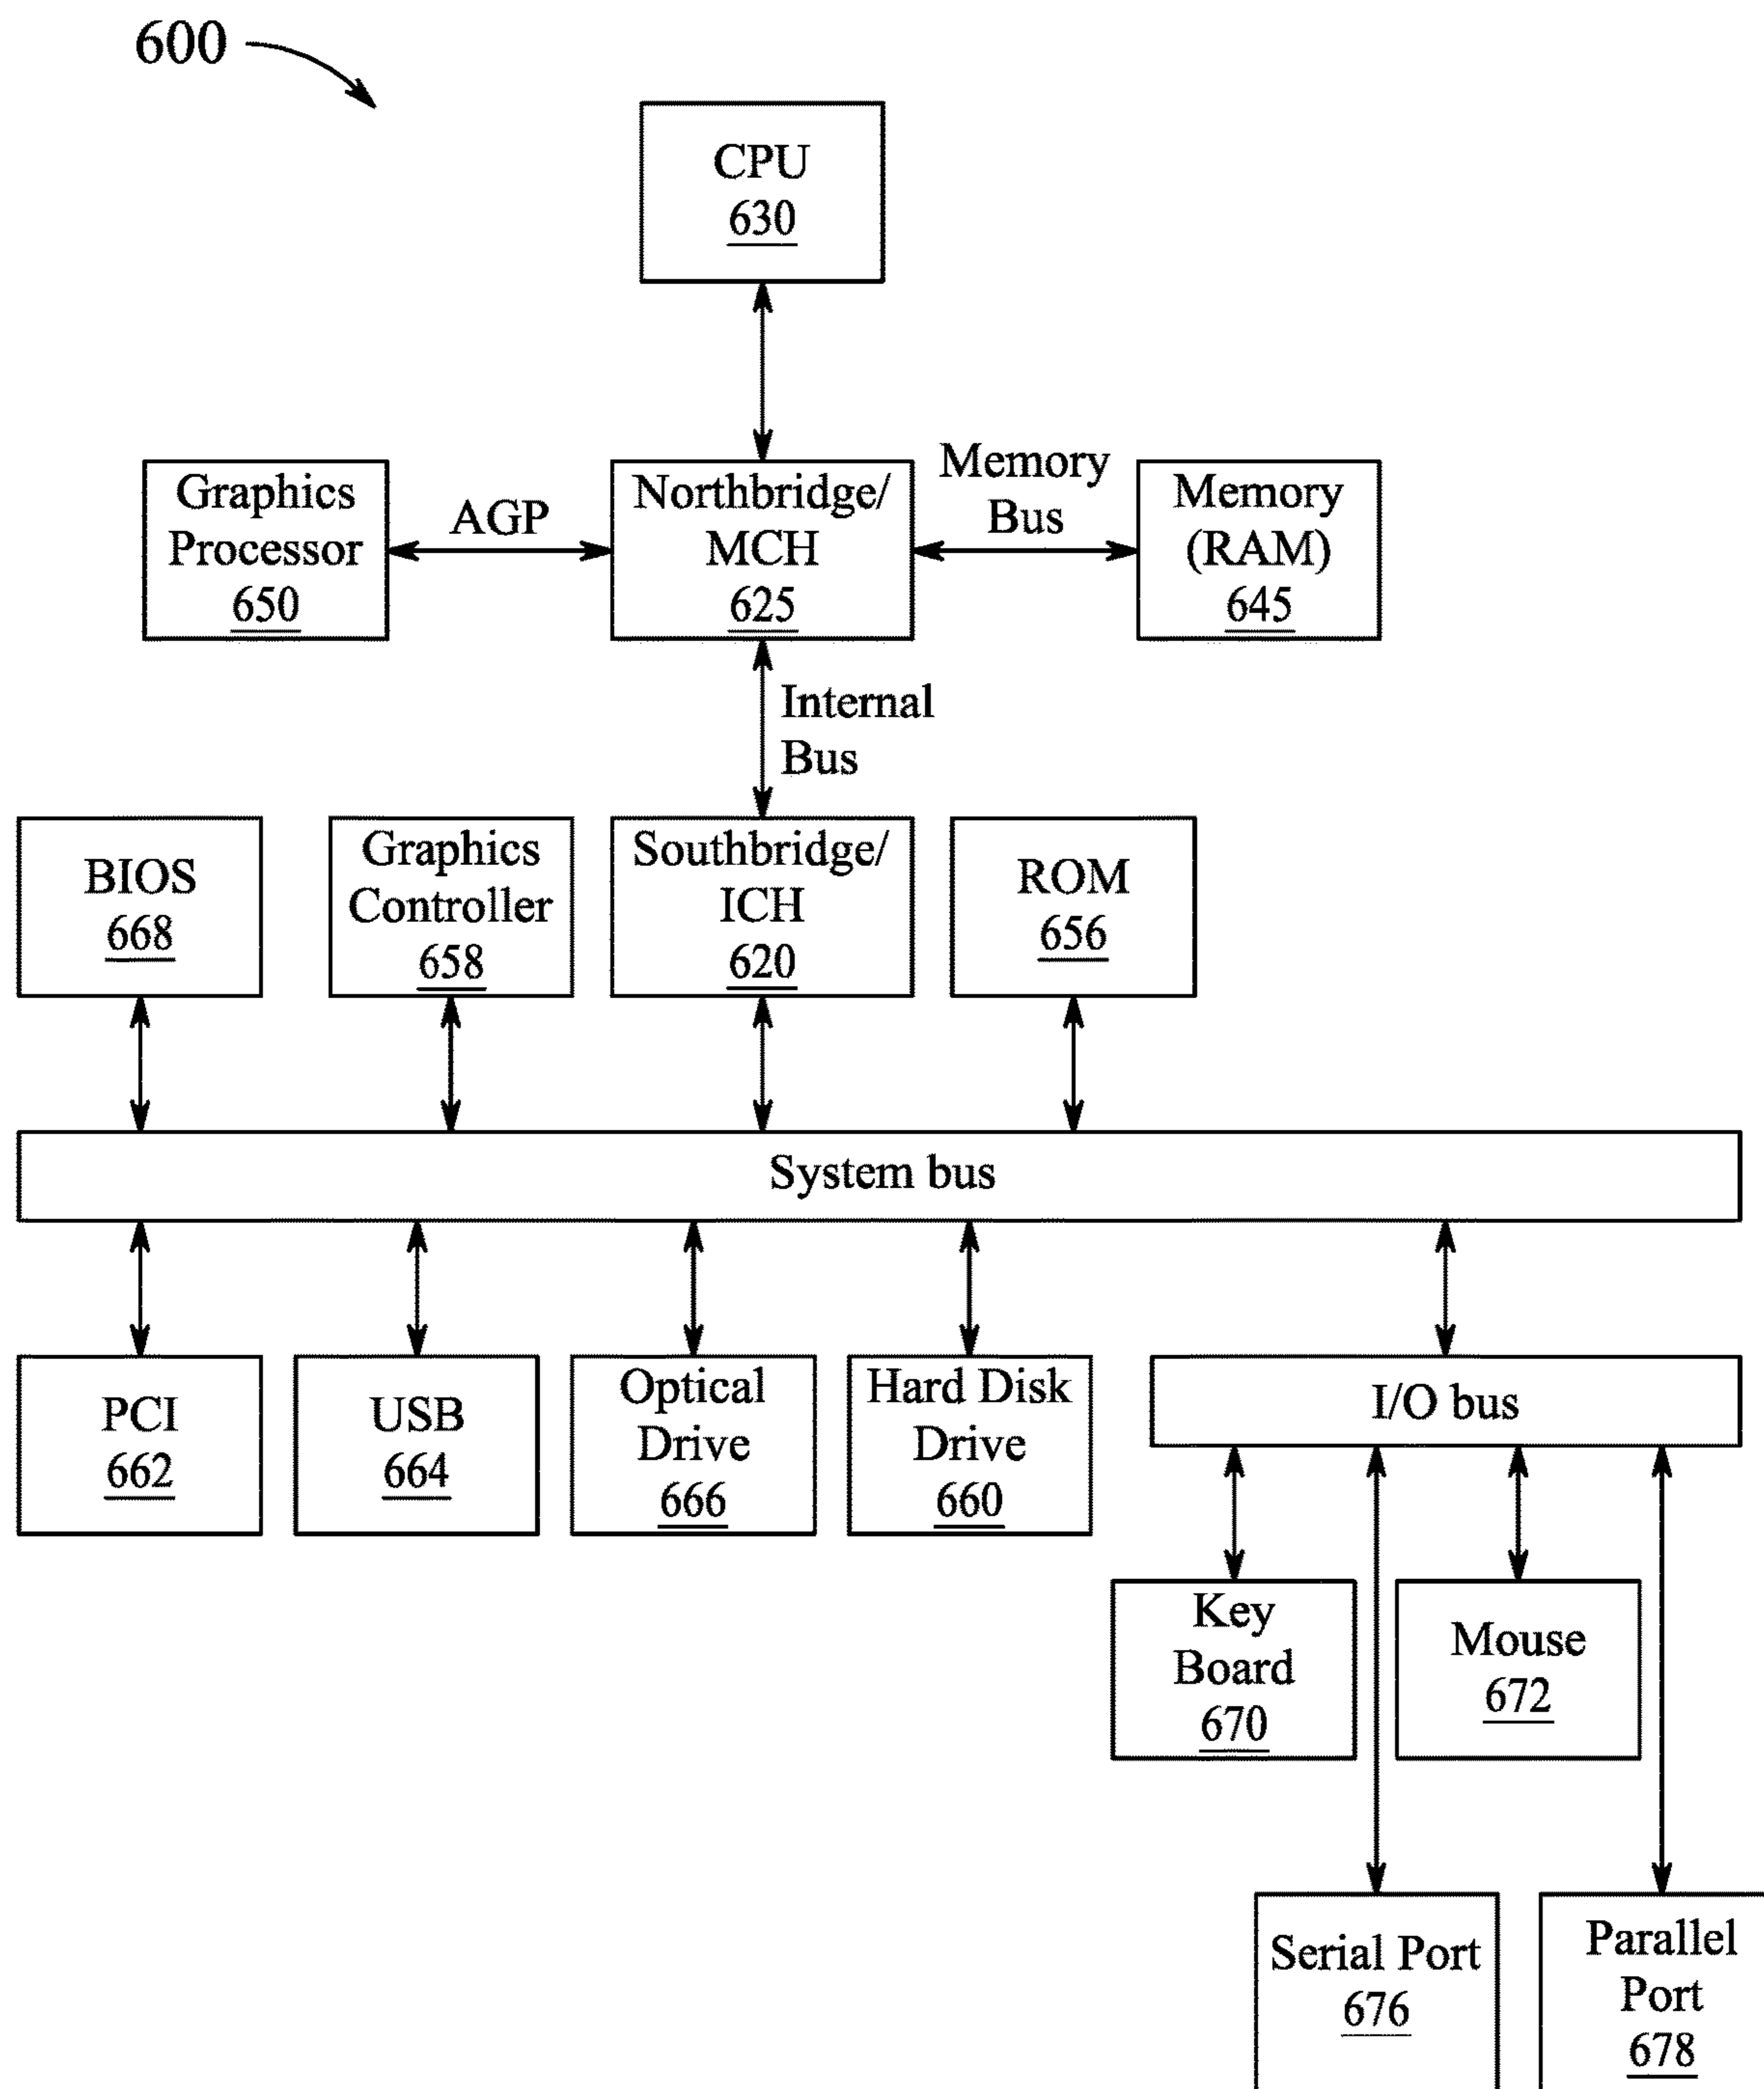 600
CPU
630
Graphics
Processor
650
AGP
Northbridge/
MCH
625
Memory
Bus
Memory
(RAM)
645
Internal
Bus
BIOS
668
Graphics
Controller
658
Southbridge/
ICH
620
ROM
656
System bus
PCI
662
USB
664
Optical
Drive
666
Hard Disk
Drive
660
I/O bus
Key
Board
670
Mouse
672
Serial Port
676
Parallel
Port
678